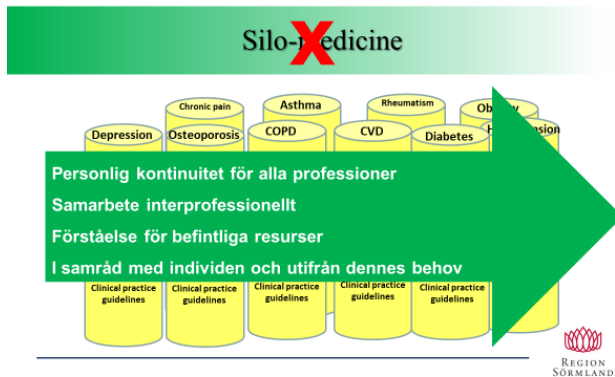 Silo-medicine
X
Chronic pain
Asthma
Rheumatism
Depression
Osteoporosis
COPD
CVD
Diabetes
Personlig kontinuitet för alla professioner
Samarbete interprofessionellt
Förståelse för befintliga resurser
I samråd med individen och utifrån dennes behov
Clinical practice
guidelines
Clinical practice
guidelines
Clinical practice
guidelines
Clinical practice
guidelines
Clinical practice
guidelines
REGION
SÖRMLAND